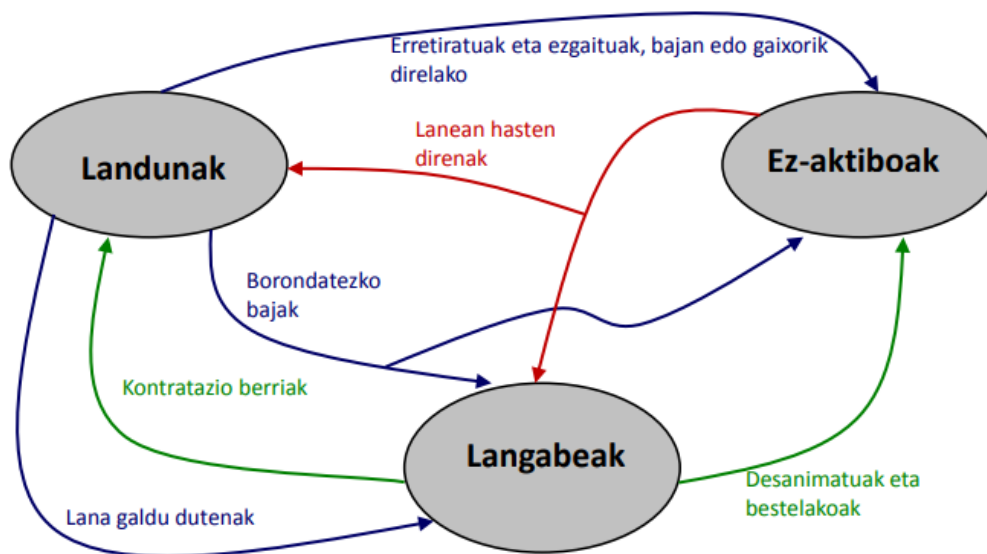 Erretiratuak eta ezgaituak, bajan edo gaixorik
direlako
Lanean hasten
direnak
Landunak
Ez-aktiboak
Borondatezko
bajak
Kontratazio berriak
Langabeak
Desanimatuak eta
bestelakoak
Lana galdu dutenak